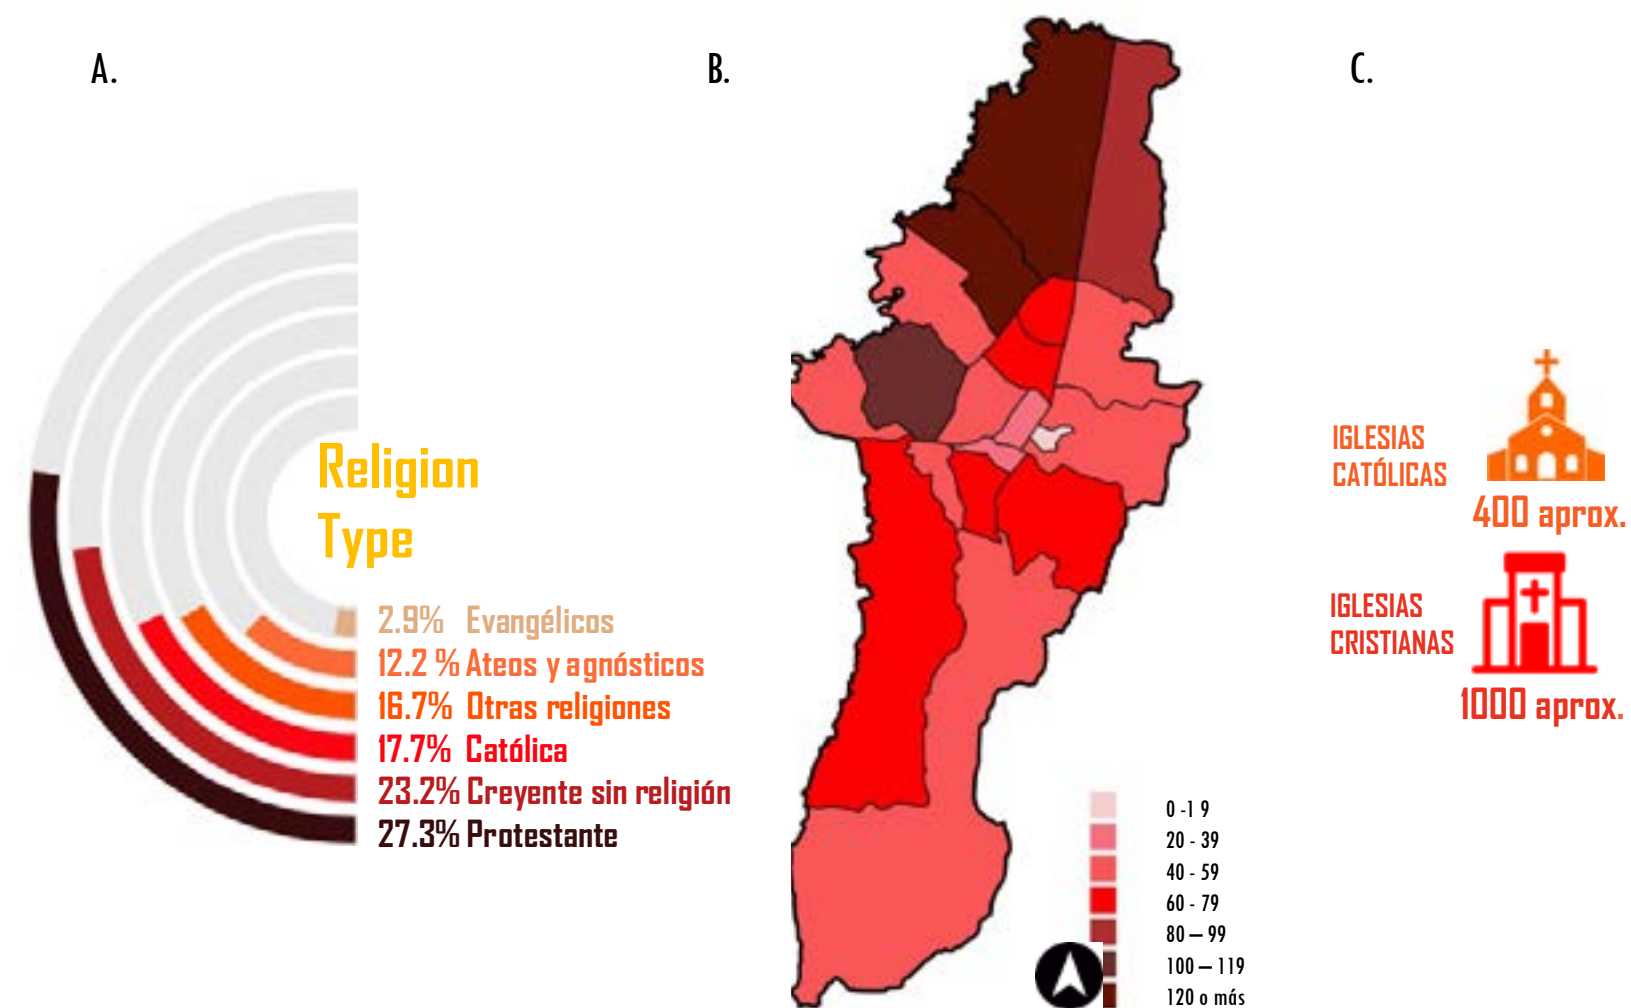 A.
B.
C.
Religion
Type
2.9% Evangélicos
12.2 % Ateos y agnósticos
16.7% Otras religiones
17.7% Católica
23.2% Creyente sin religión
27.3% Protestante
0 -1 9
20 - 39
40 - 59
60 - 79
80 – 99
100 – 119
120 o más
IGLESIAS
CATÓLICAS
400 aprox.
IGLESIAS
CRISTIANAS
1000 aprox.